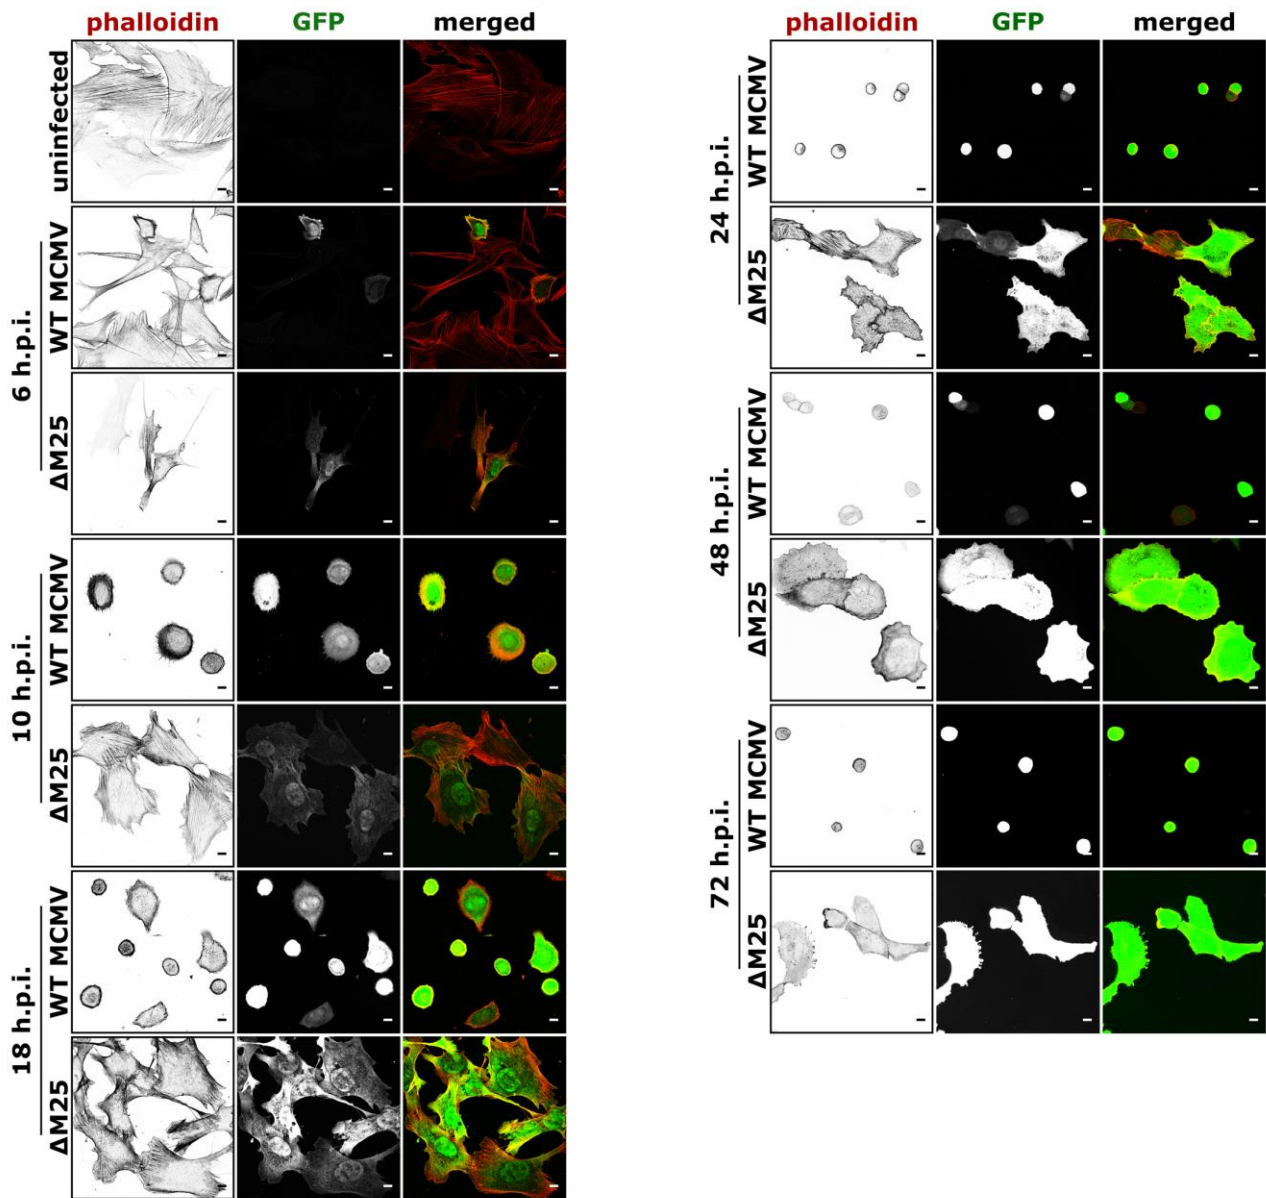 phalloidin GFP merged
uninfected
6 h.p.i.
WT MCMV
ΔM25
10 h.p.i.
WT MCMV
ΔM25
18 h.p.i.
WT MCMV
ΔM25
phalloidin GFP merged
24 h.p.i.
WT MCMV
ΔM25
48 h.p.i.
WT MCMV
ΔM25
72 h.p.i.
WT MCMV
ΔM25